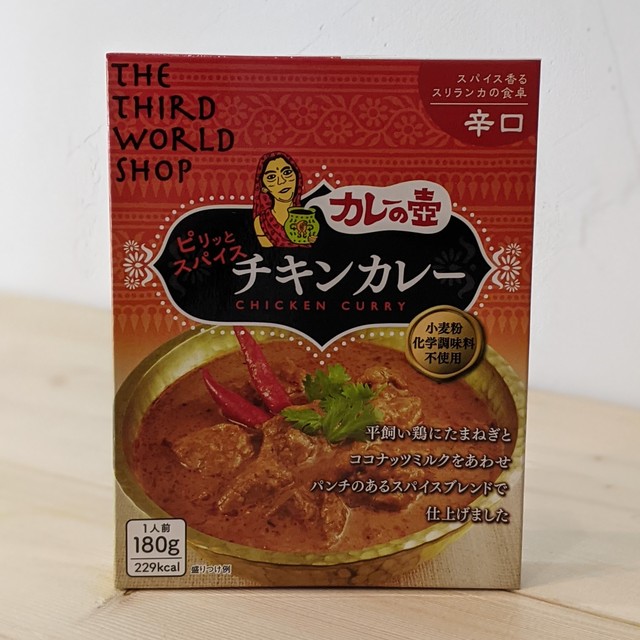 THE
THIRD
WORLD
SHOP
スパイス香る
スリランカの食卓
辛口
カレーの壺
ピリッと
スパイス
チキンカレー
CHICKEN CURRY
小麦粉
化学調味料
不使用
平飼い鶏にたまねぎと
ココナッツミルクをあわせ
パンチのあるスパイスブレンドで
仕上げました
1人前
180g
229kcal
盛りつけ例